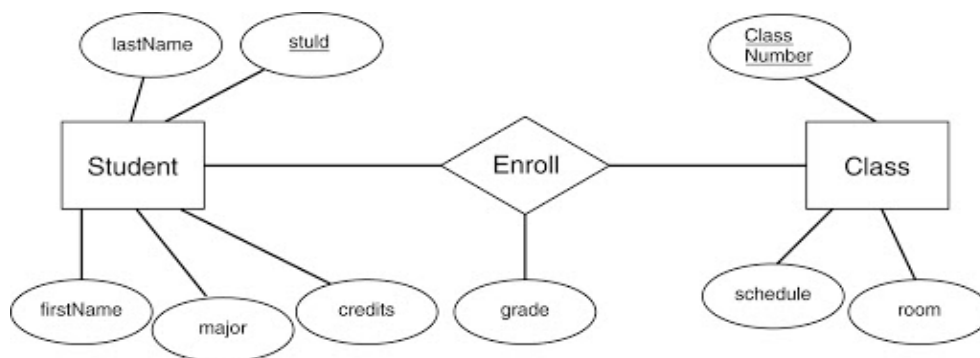 lastName
stuId
Class
Number
Student
Enroll
Class
firstName
major
credits
grade
schedule
room